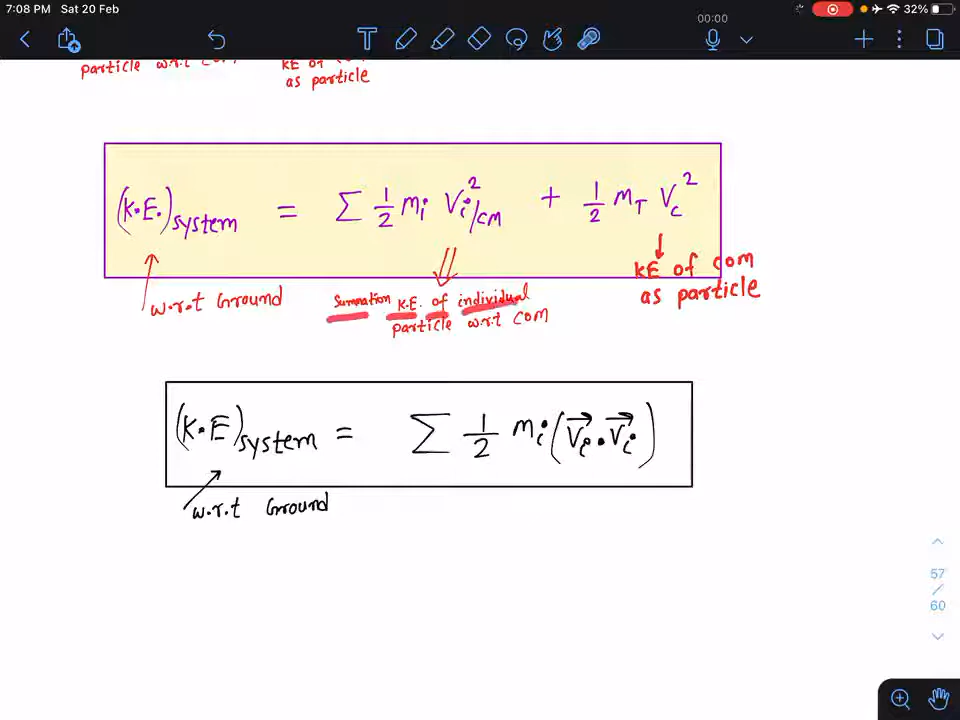 7:08 PM Sat 20 Feb
00:00
32%
T
particle w.r.t com
KE of com
as particle
(K.E.)system = ∑ 1/2 mi Vi²/cm + 1/2 mT Vc²
w.r.t Ground
Summation K.E. of individual
particle w.r.t com
KE of com
as particle
(K.E)system = ∑ 1/2 mi (V⃗i . V⃗i)
w.r.t Ground
57
/
60